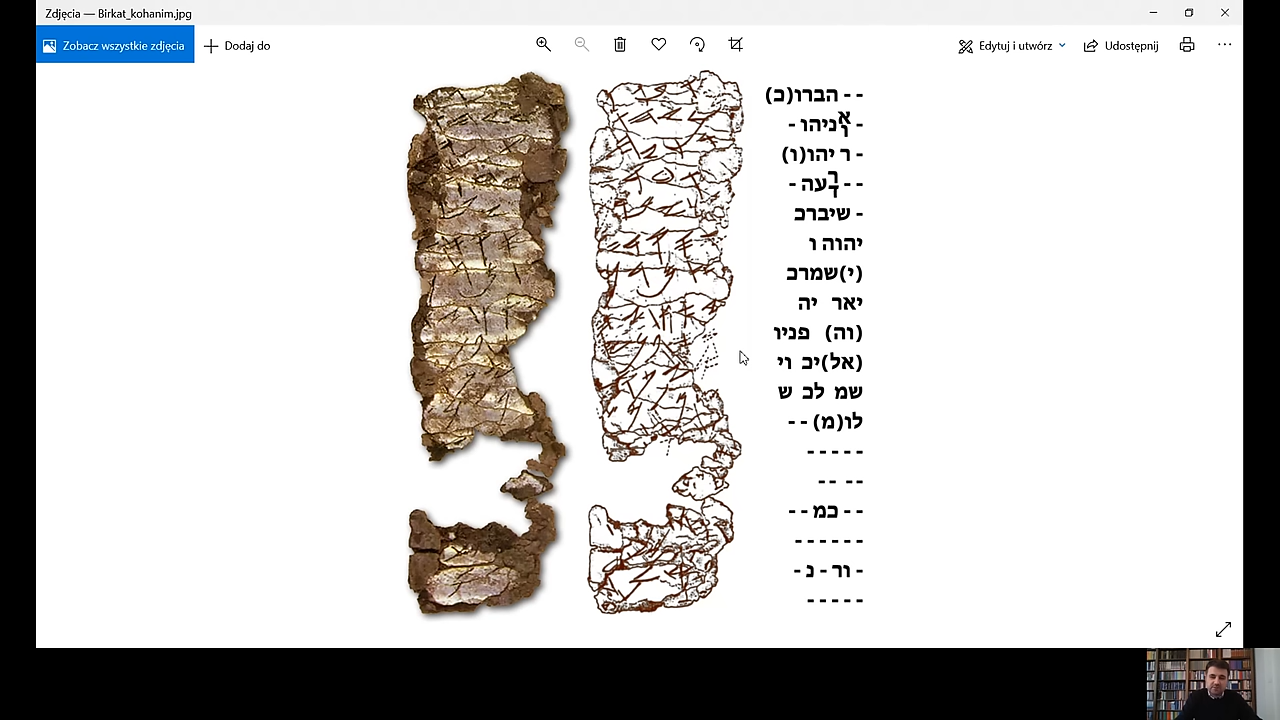 Zdjęcia — Birkat_kohanim.jpg
Zobacz wszystkie zdjęcia
Dodaj do
Edytuj i utwórz
Udostępnij
- - הברו(כ)
- א/ו ניהו -
- ר יהו(ו)
- - ר/ד עה -
- שיברכ
יהוה ו
(י)שמרכ
יאר יה
(וה) פניו
(אל)יכ וי
שמ לכ ש
לו(מ) - -
- - - - -
-- --
- - כמ - -
- - - - - -
- ור - נ -
- - - - -